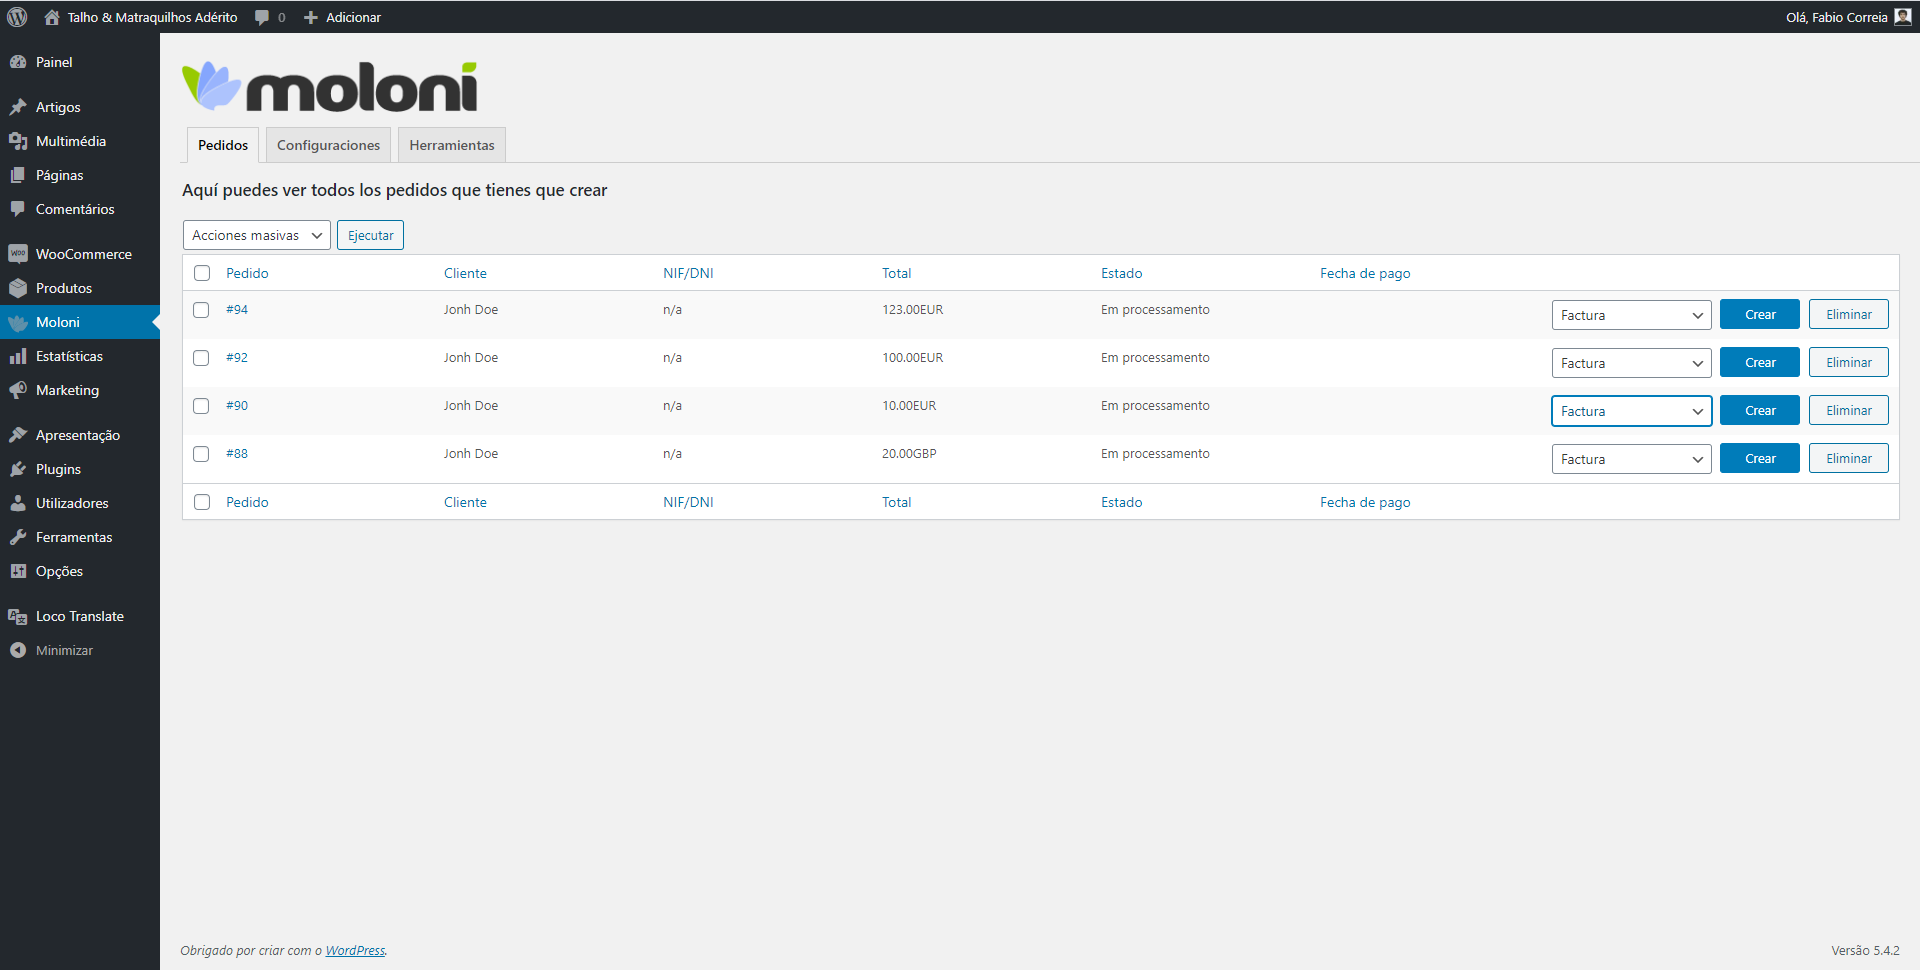 Talho & Matraquilhos Adérito 0 Adicionar Olá, Fabio Correia
Painel
Artigos
Multimédia
Páginas
Comentários
WooCommerce
Produtos
Moloni
Estatísticas
Marketing
Apresentação
Plugins
Utilizadores
Ferramentas
Opções
Loco Translate
Minimizar
moloni
Pedidos Configuraciones Herramientas
Aquí puedes ver todos los pedidos que tienes que crear
Acciones masivas Ejecutar
Pedido Cliente NIF/DNI Total Estado Fecha de pago
#94 Jonh Doe n/a 123.00EUR Em processamento Factura Crear Eliminar
#92 Jonh Doe n/a 100.00EUR Em processamento Factura Crear Eliminar
#90 Jonh Doe n/a 10.00EUR Em processamento Factura Crear Eliminar
#88 Jonh Doe n/a 20.00GBP Em processamento Factura Crear Eliminar
Pedido Cliente NIF/DNI Total Estado Fecha de pago
Obrigado por criar com o WordPress. Versão 5.4.2